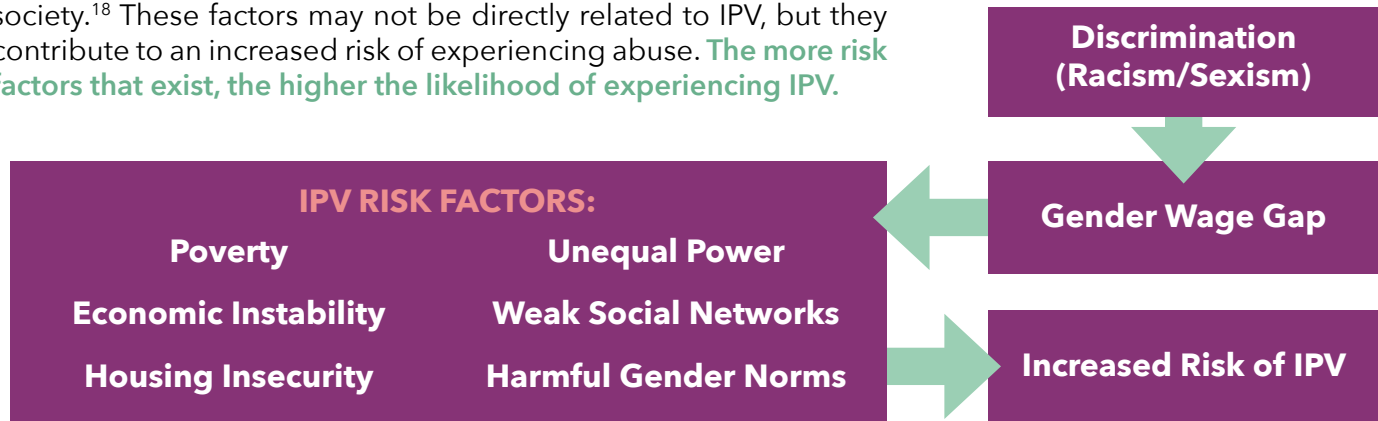 society.¹⁸ These factors may not be directly related to IPV, but they
contribute to an increased risk of experiencing abuse. The more risk
factors that exist, the higher the likelihood of experiencing IPV.
Discrimination
(Racism/Sexism)
Gender Wage Gap
IPV RISK FACTORS:
Poverty
Unequal Power
Economic Instability
Weak Social Networks
Housing Insecurity
Harmful Gender Norms
Increased Risk of IPV